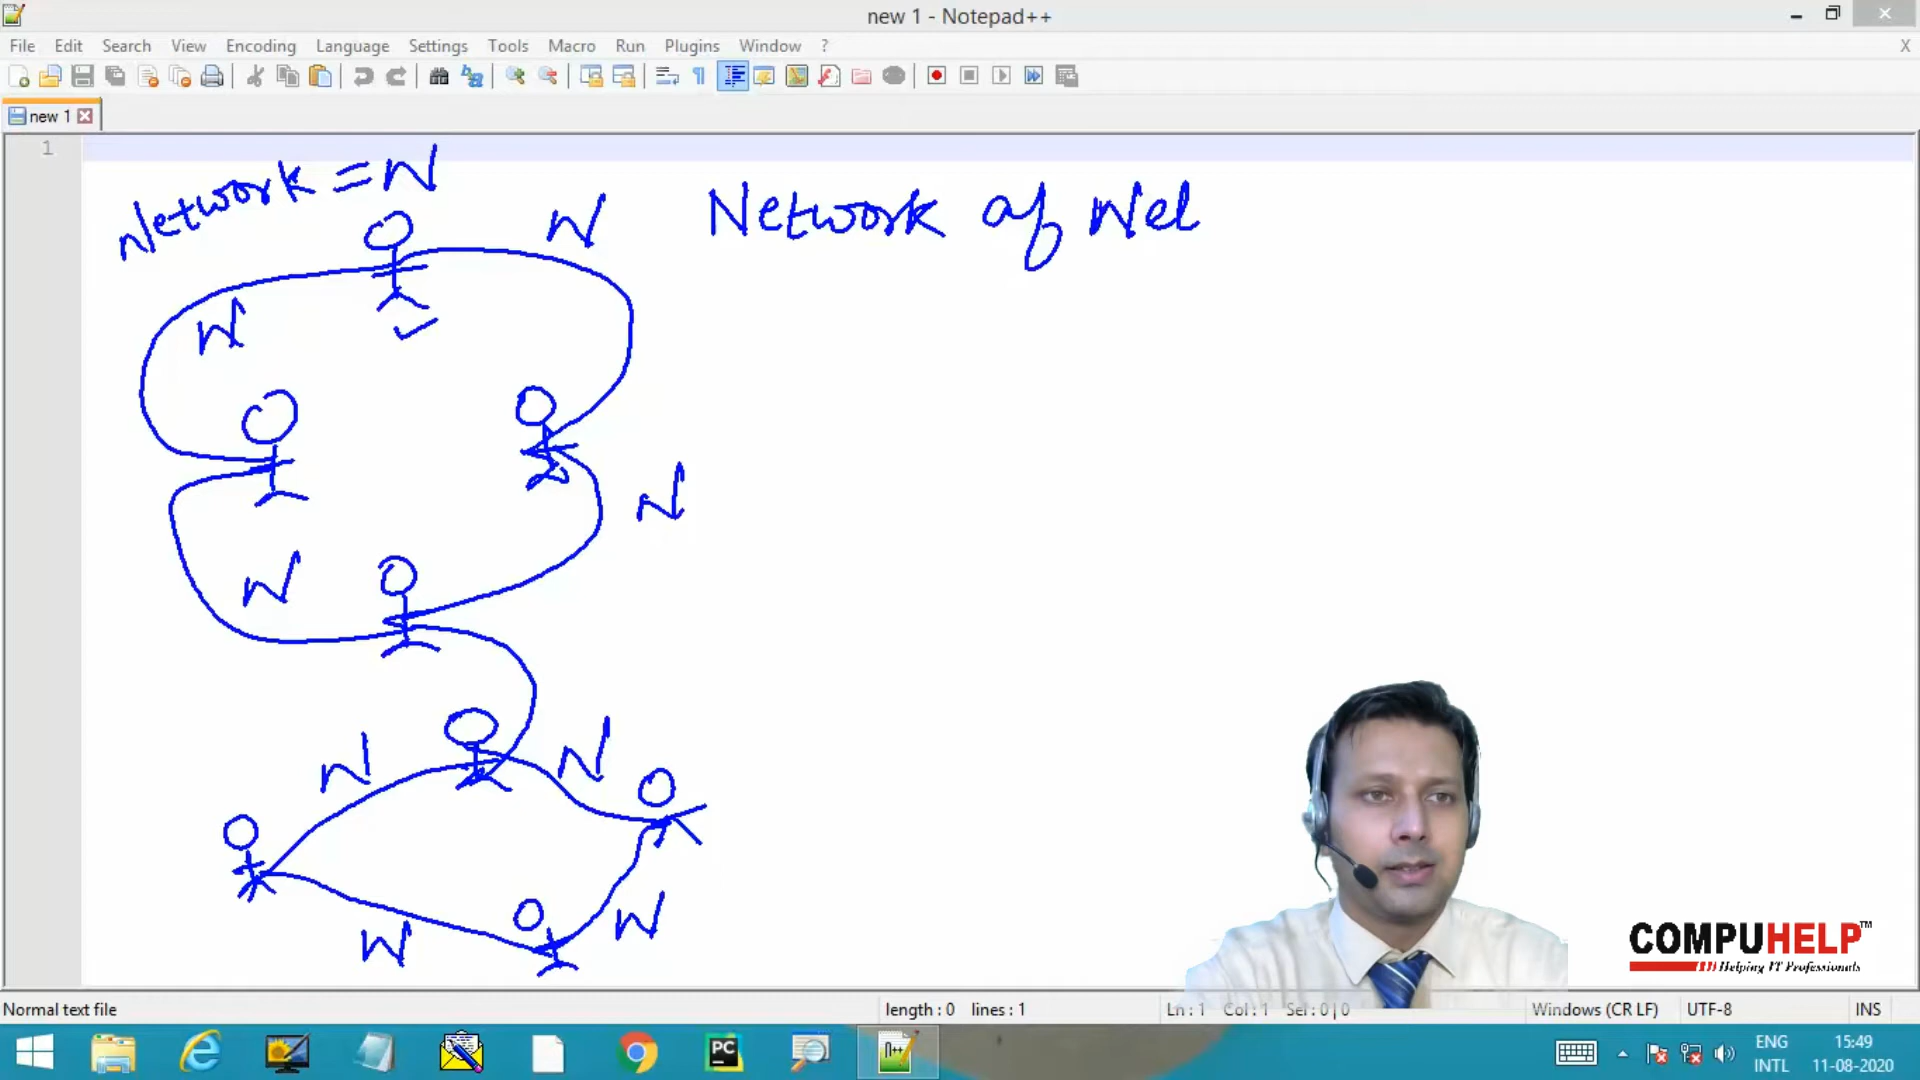 new 1 - Notepad++
File Edit Search View Encoding Language Settings Tools Macro Run Plugins Window ? X
new 1
1
Network = N
Network of Net
N
N
N
N
N
N
N
N
COMPUHELP™
Helping IT Professionals
Normal text file length : 0 lines : 1 Ln : 1 Col : 1 Sel : 0 | 0 Windows (CR LF) UTF-8 INS
PC
n++
ENG 15:49
INTL 11-08-2020